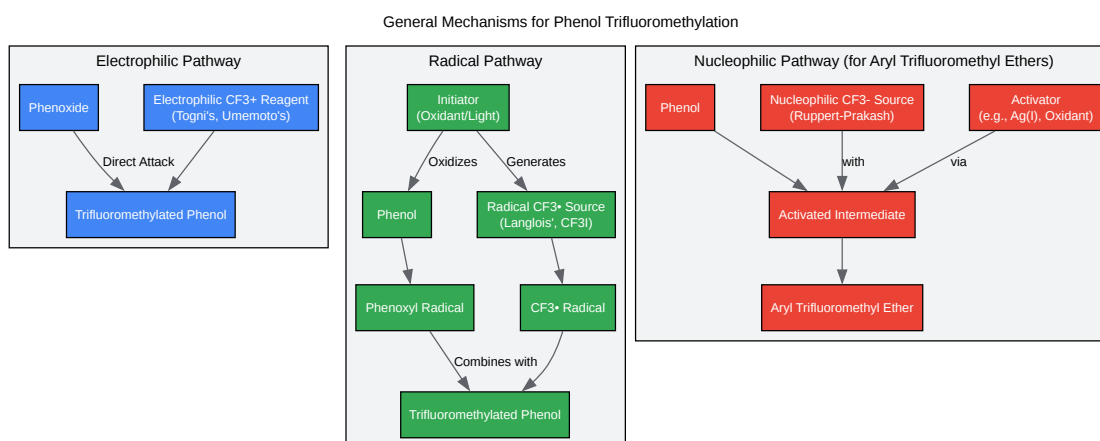 General Mechanisms for Phenol Trifluoromethylation
Electrophilic Pathway
Phenoxide
Electrophilic CF3+ Reagent
(Togni's, Umemoto's)
Direct Attack
Trifluoromethylated Phenol
Radical Pathway
Initiator
(Oxidant/Light)
Oxidizes
Generates
Phenol
Radical CF3• Source
(Langlois', CF3I)
Phenoxyl Radical
CF3• Radical
Combines with
Trifluoromethylated Phenol
Nucleophilic Pathway (for Aryl Trifluoromethyl Ethers)
Phenol
Nucleophilic CF3- Source
(Ruppert-Prakash)
Activator
(e.g., Ag(I), Oxidant)
with
via
Activated Intermediate
Aryl Trifluoromethyl Ether